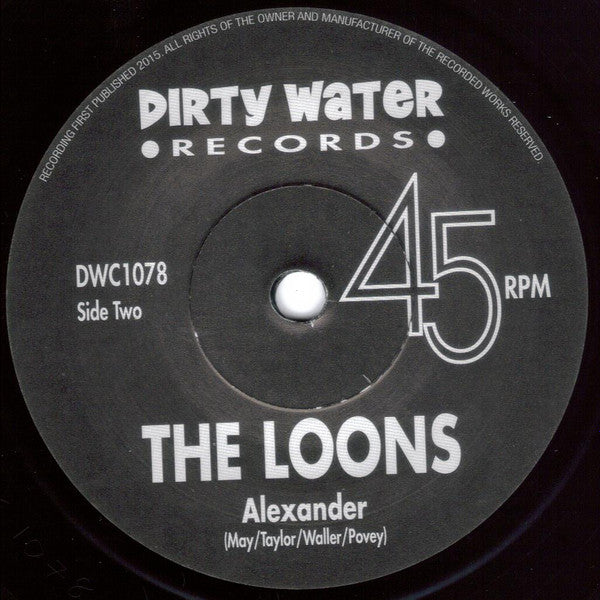 RECORDING FIRST PUBLISHED 2015. ALL RIGHTS OF THE OWNER AND MANUFACTURER OF THE RECORDED WORKS RESERVED.
DIRTY WATER
• RECORDS •
45 RPM
DWC1078
Side Two
THE LOONS
Alexander
(May/Taylor/Waller/Povey)